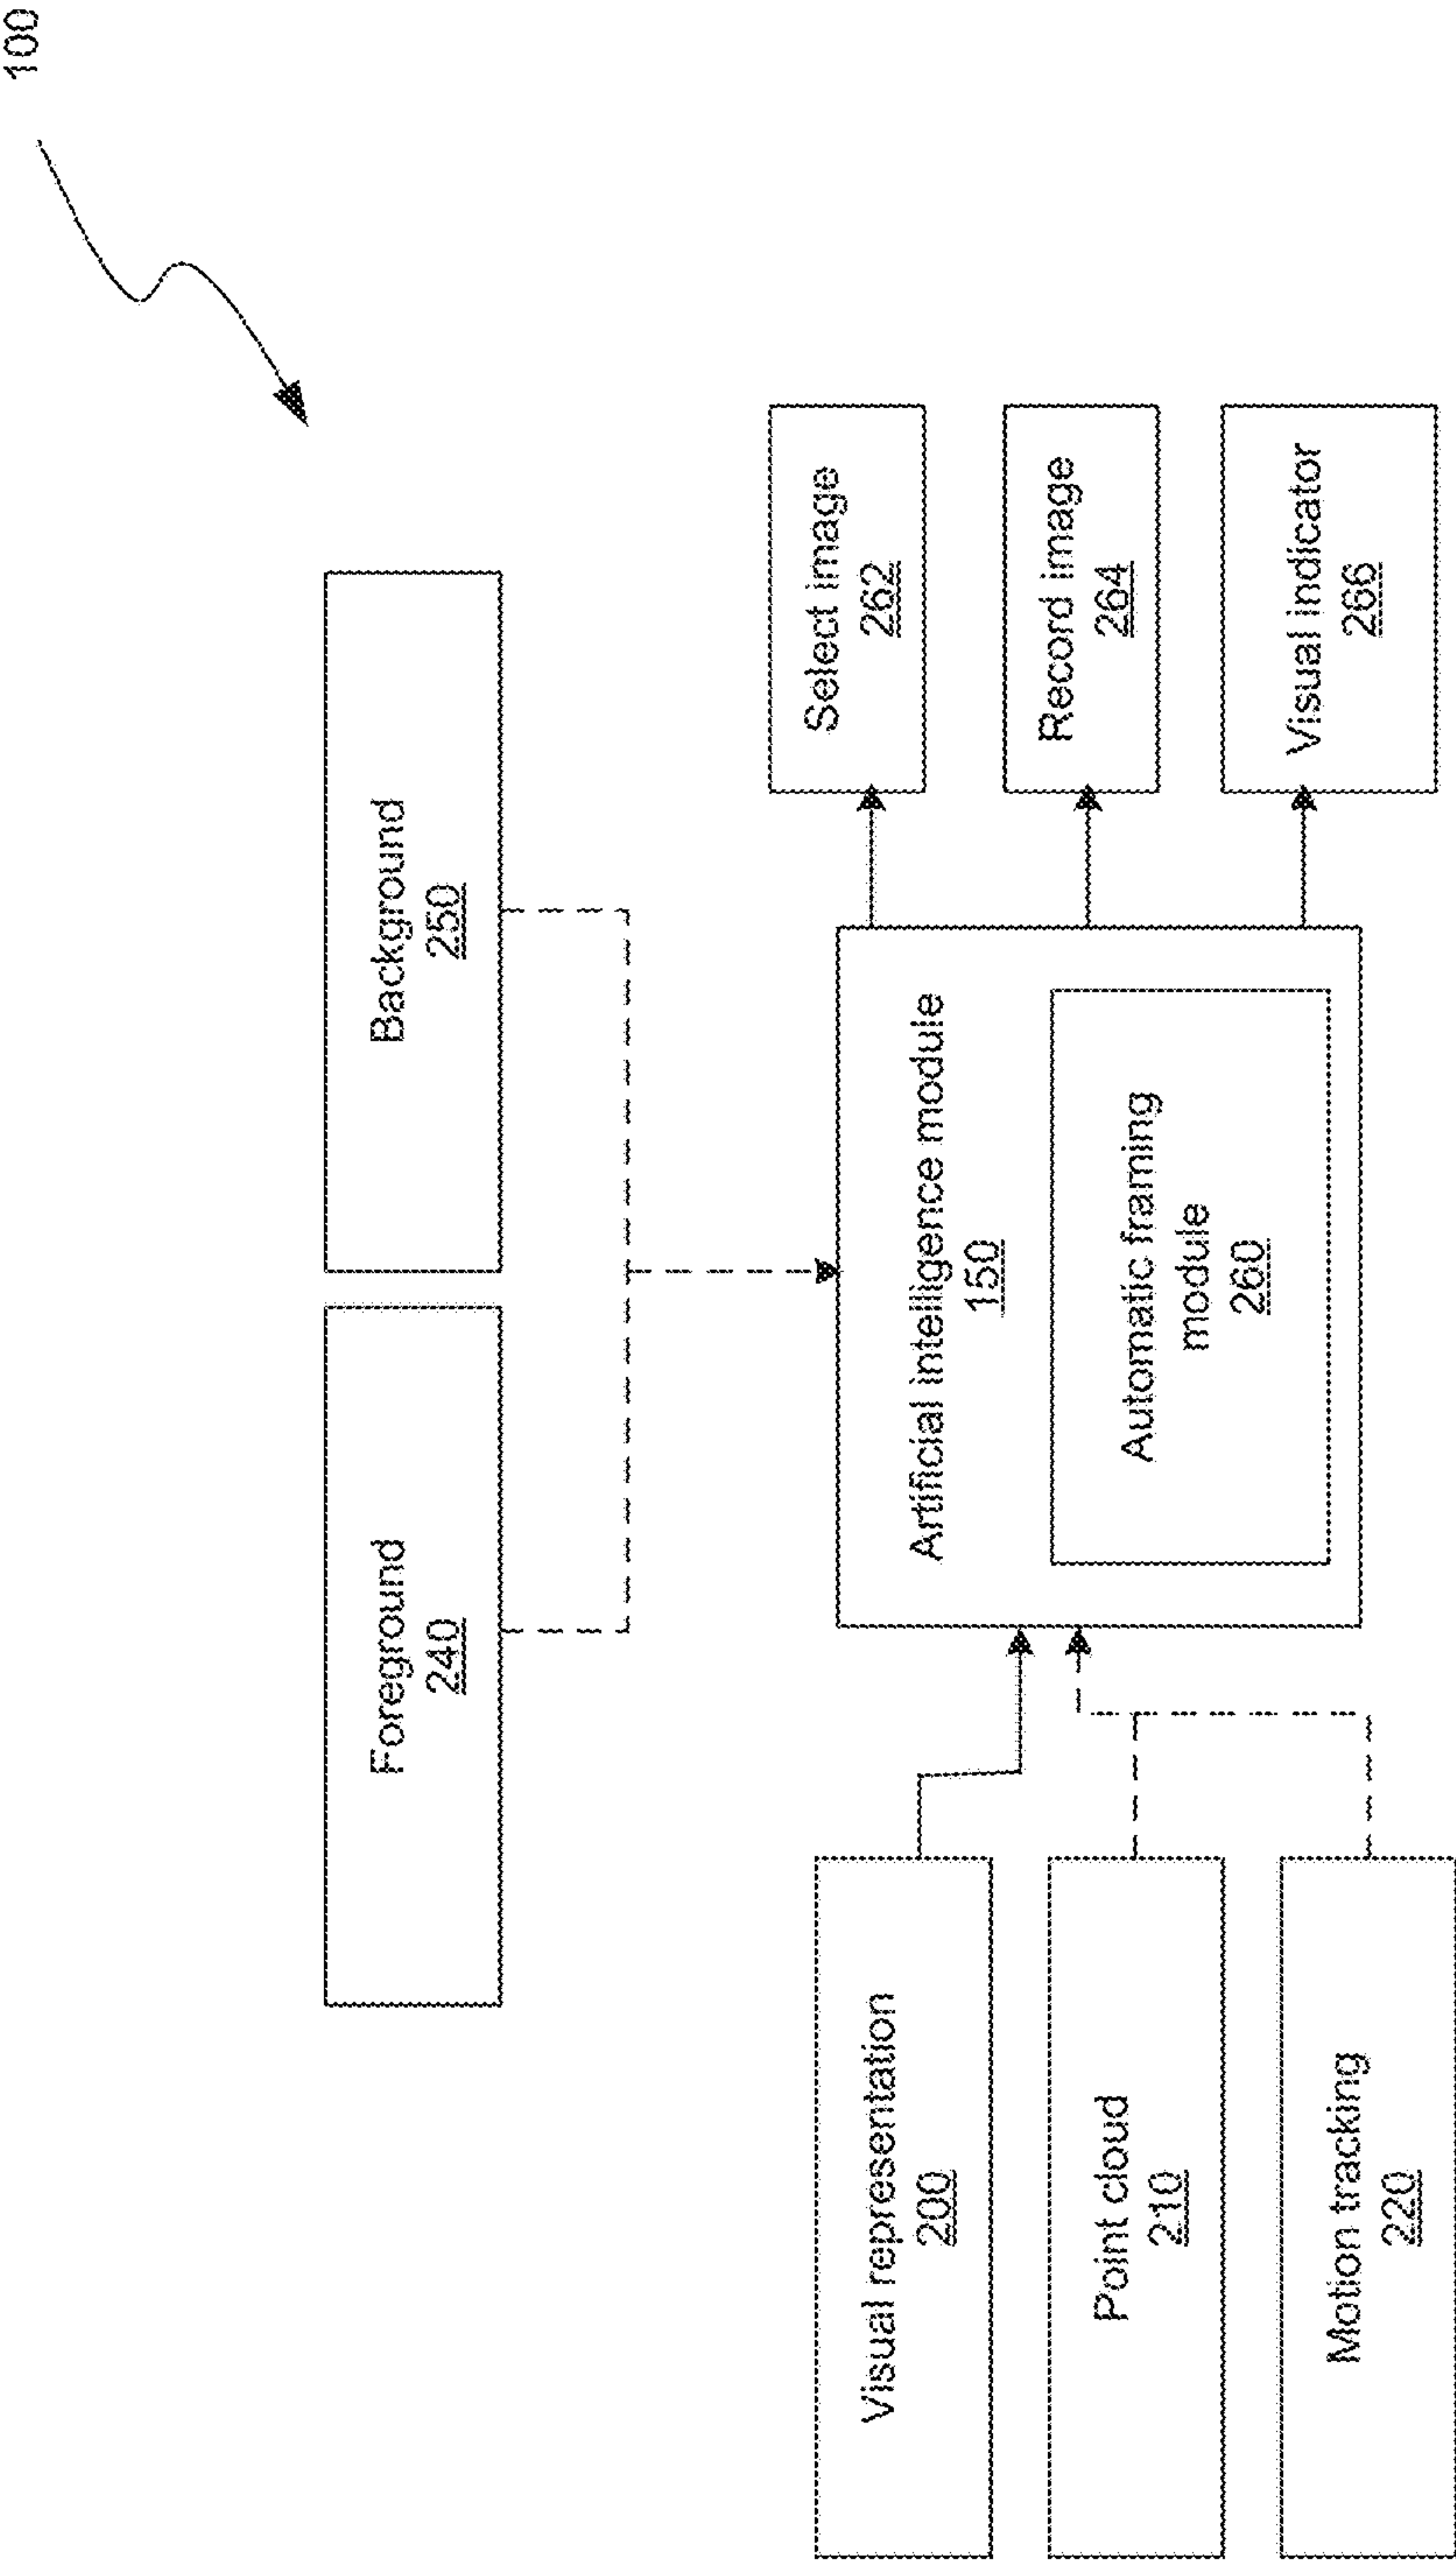 100
Foreground
240
Background
250
Visual representation
200
Point cloud
210
Motion tracking
220
Artificial intelligence module
150
Automatic framing
module
260
Select image
262
Record image
264
Visual indicator
266